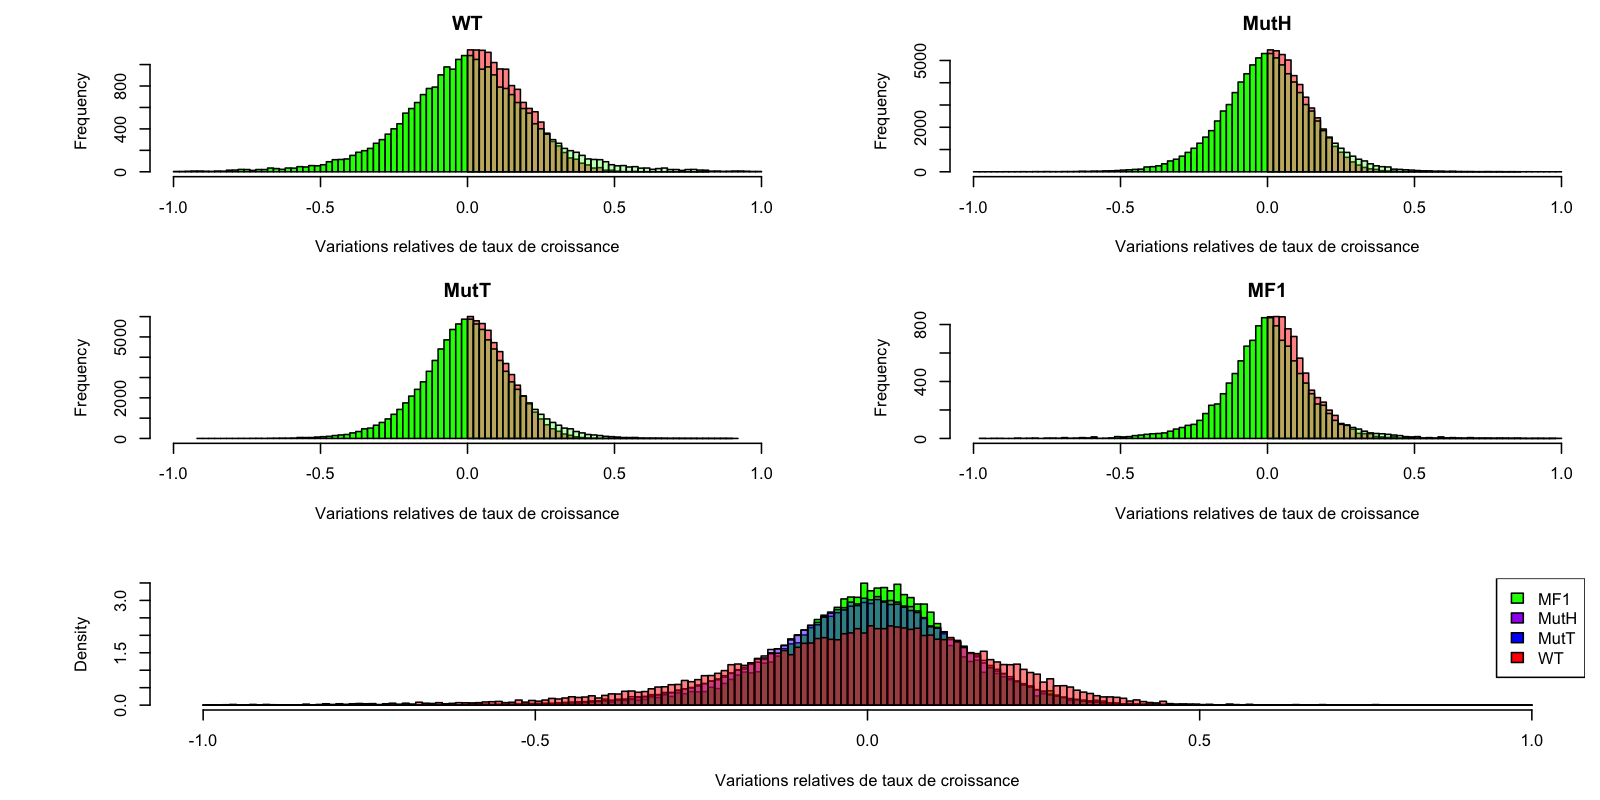 WT
Frequency
0 400 800
-1.0 -0.5 0.0 0.5 1.0
Variations relatives de taux de croissance
MutH
Frequency
0 2000 5000
-1.0 -0.5 0.0 0.5 1.0
Variations relatives de taux de croissance
MutT
Frequency
0 2000 5000
-1.0 -0.5 0.0 0.5 1.0
Variations relatives de taux de croissance
MF1
Frequency
0 400 800
-1.0 -0.5 0.0 0.5 1.0
Variations relatives de taux de croissance
Density
0.0 1.5 3.0
-1.0 -0.5 0.0 0.5 1.0
Variations relatives de taux de croissance
MF1
MutH
MutT
WT